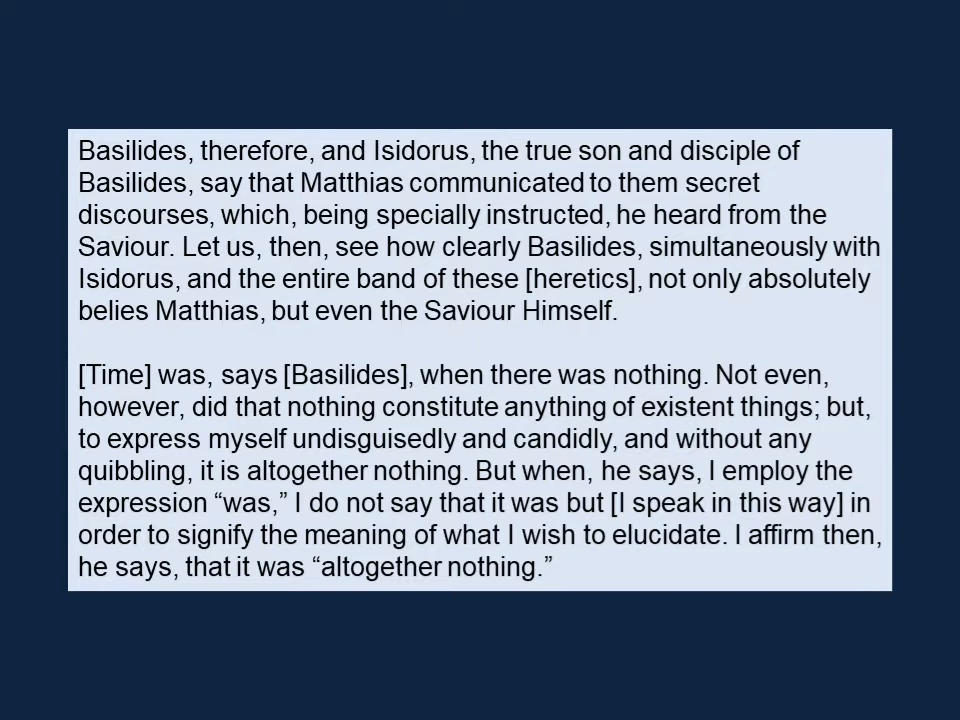 Basilides, therefore, and Isidorus, the true son and disciple of
Basilides, say that Matthias communicated to them secret
discourses, which, being specially instructed, he heard from the
Saviour. Let us, then, see how clearly Basilides, simultaneously with
Isidorus, and the entire band of these [heretics], not only absolutely
belies Matthias, but even the Saviour Himself.

[Time] was, says [Basilides], when there was nothing. Not even,
however, did that nothing constitute anything of existent things; but,
to express myself undisguisedly and candidly, and without any
quibbling, it is altogether nothing. But when, he says, I employ the
expression “was,” I do not say that it was but [I speak in this way] in
order to signify the meaning of what I wish to elucidate. I affirm then,
he says, that it was “altogether nothing.”